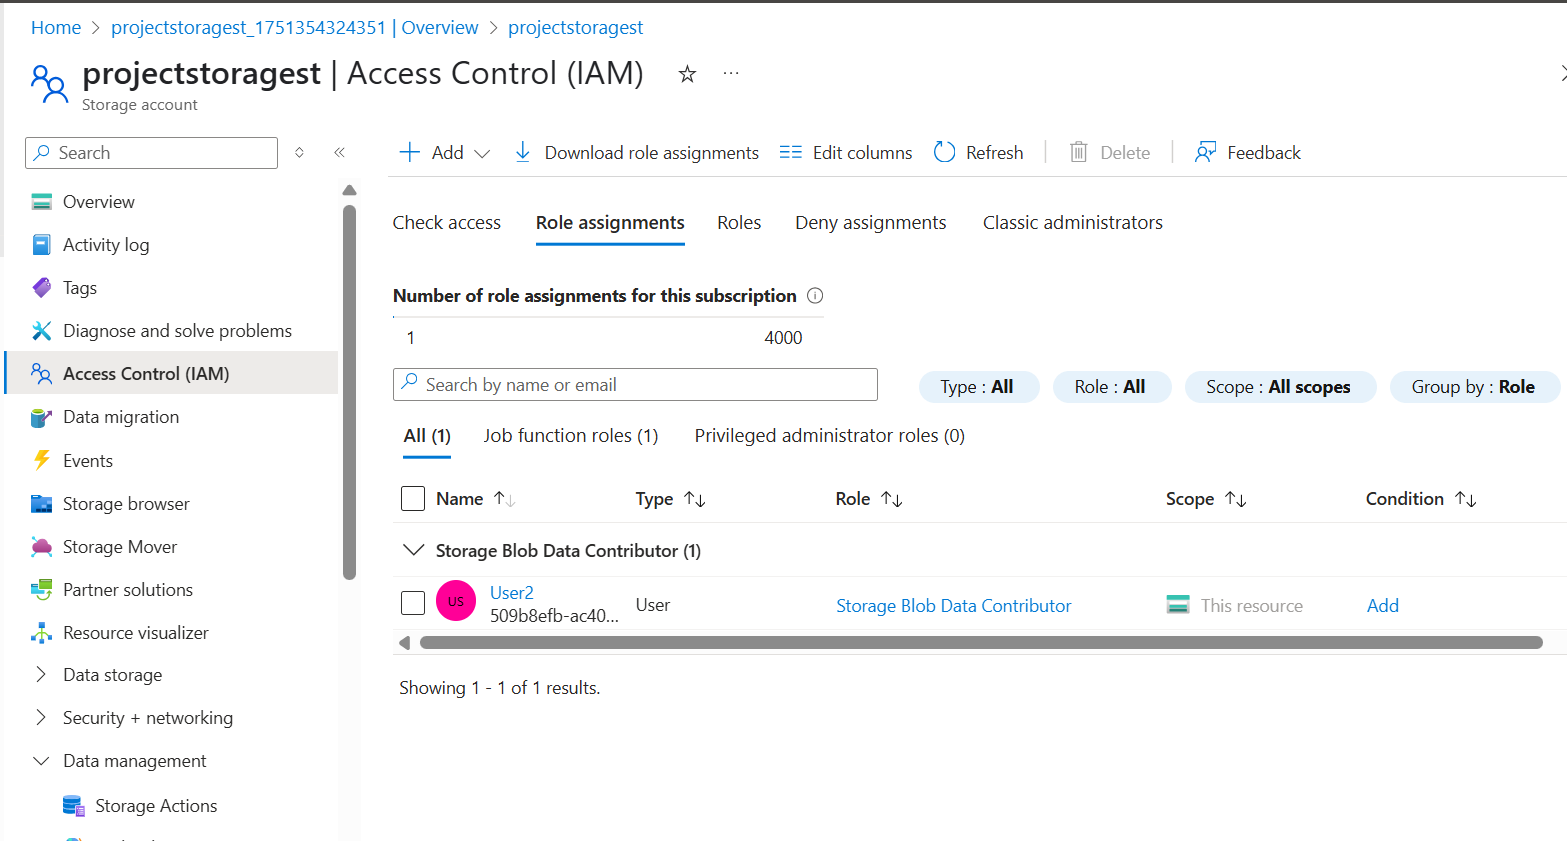 Home > projectstoragest_1751354324351 | Overview > projectstoragest
projectstoragest | Access Control (IAM) ☆ ...
Storage account
Search
Add
Download role assignments
Edit columns
Refresh
Delete
Feedback
Overview
Activity log
Tags
Diagnose and solve problems
Access Control (IAM)
Data migration
Events
Storage browser
Storage Mover
Partner solutions
Resource visualizer
Data storage
Security + networking
Data management
Storage Actions
Check access Role assignments Roles Deny assignments Classic administrators
Number of role assignments for this subscription
1 4000
Search by name or email
Type : All Role : All Scope : All scopes Group by : Role
All (1) Job function roles (1) Privileged administrator roles (0)
Name Type Role Scope Condition
Storage Blob Data Contributor (1)
US User2 User Storage Blob Data Contributor This resource Add
509b8efb-ac40...
Showing 1 - 1 of 1 results.